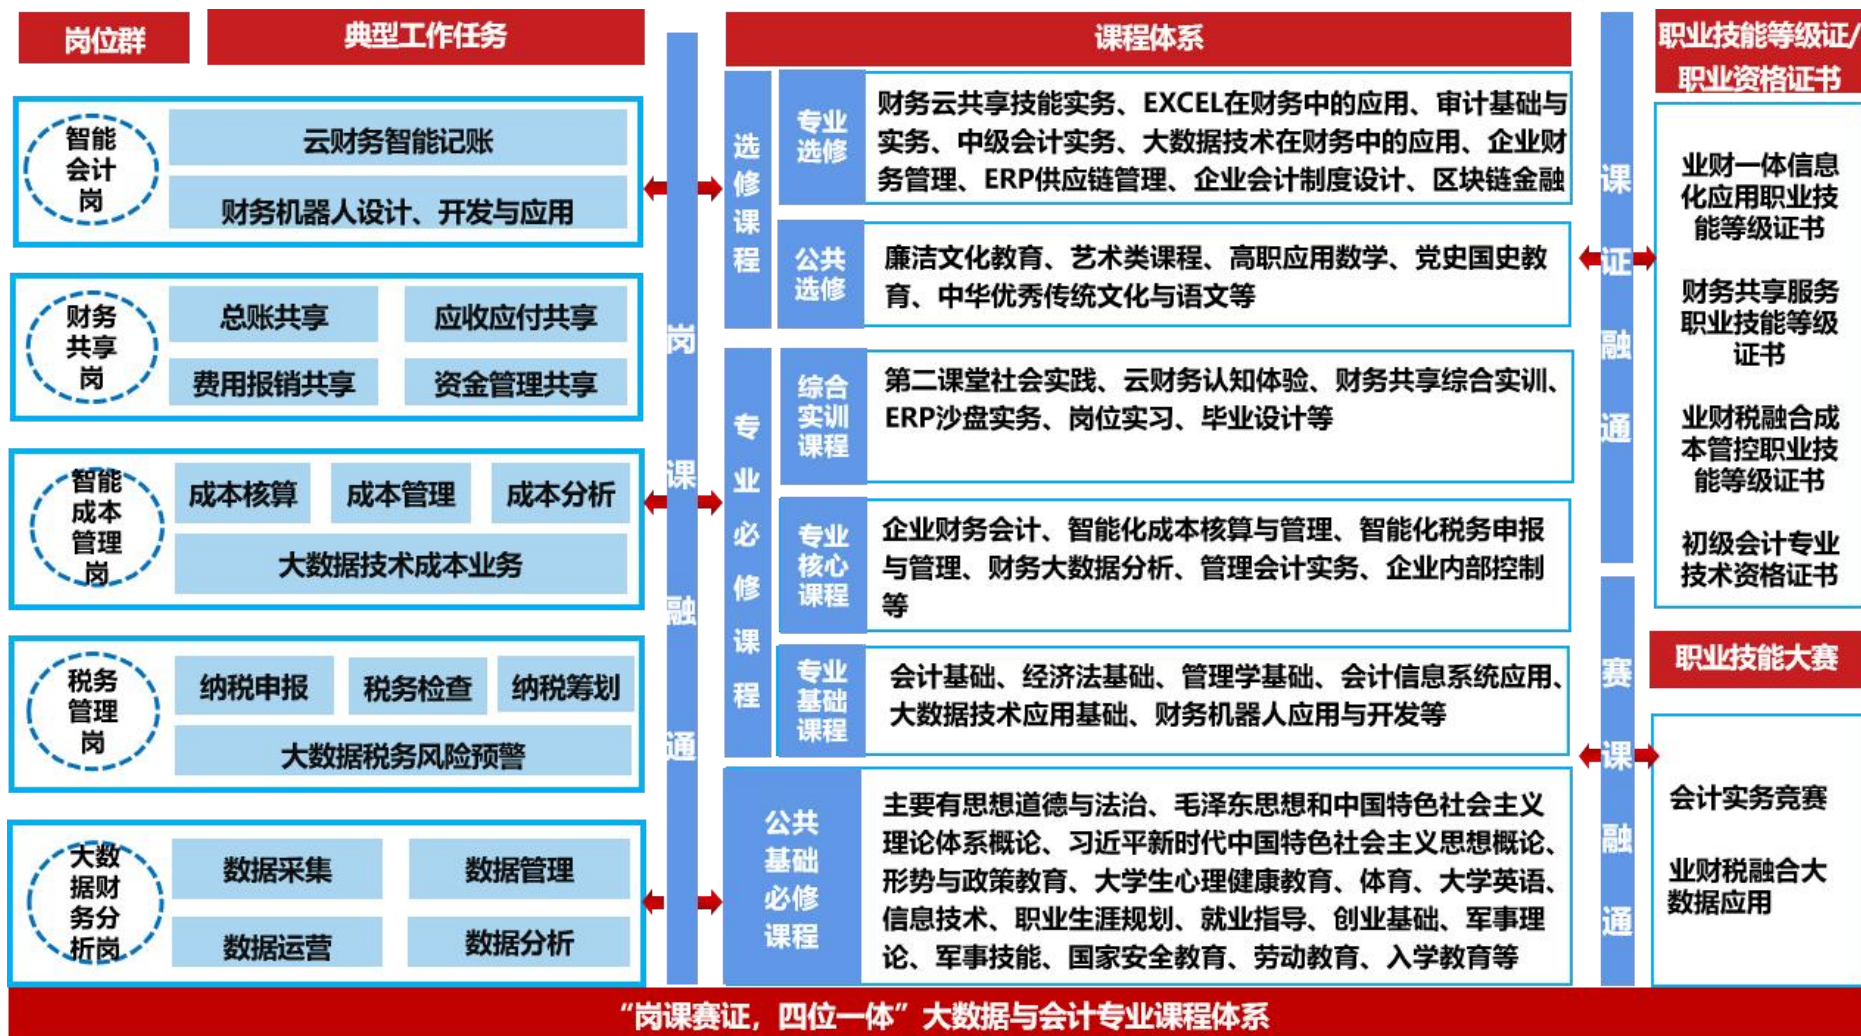 岗位群
典型工作任务
智能
会计
岗
云财务智能记账
财务机器人设计、开发与应用
财务
共享
岗
总账共享
应收应付共享
费用报销共享
资金管理共享
智能
成本
管理
岗
成本核算
成本管理
成本分析
大数据技术成本业务
税务
管理
岗
纳税申报
税务检查
纳税筹划
大数据税务风险预警
大数
据财
务分
析岗
数据采集
数据管理
数据运营
数据分析
岗
课
融
通
课程体系
选
修
课
程
专业
选修
财务云共享技能实务、EXCEL在财务中的应用、审计基础与
实务、中级会计实务、大数据技术在财务中的应用、企业财
务管理、ERP供应链管理、企业会计制度设计、区块链金融
公共
选修
廉洁文化教育、艺术类课程、高职应用数学、党史国史教
育、中华优秀传统文化与语文等
专
业
必
修
课
程
综合
实训
课程
第二课堂社会实践、云财务认知体验、财务共享综合实训、
ERP沙盘实务、岗位实习、毕业设计等
专业
核心
课程
企业财务会计、智能化成本核算与管理、智能化税务申报
与管理、财务大数据分析、管理会计实务、企业内部控制
等
专业
基础
课程
会计基础、经济法基础、管理学基础、会计信息系统应用、
大数据技术应用基础、财务机器人应用与开发等
公共
基础
必修
课程
主要有思想道德与法治、毛泽东思想和中国特色社会主义
理论体系概论、习近平新时代中国特色社会主义思想概论、
形势与政策教育、大学生心理健康教育、体育、大学英语、
信息技术、职业生涯规划、就业指导、创业基础、军事理
论、军事技能、国家安全教育、劳动教育、入学教育等
课
证
融
通
赛
课
融
通
职业技能等级证/
职业资格证书
业财一体信息
化应用职业技
能等级证书
财务共享服务
职业技能等级
证书
业财税融合成
本管控职业技
能等级证书
初级会计专业
技术资格证书
职业技能大赛
会计实务竞赛
业财税融合大
数据应用
“岗课赛证，四位一体”大数据与会计专业课程体系